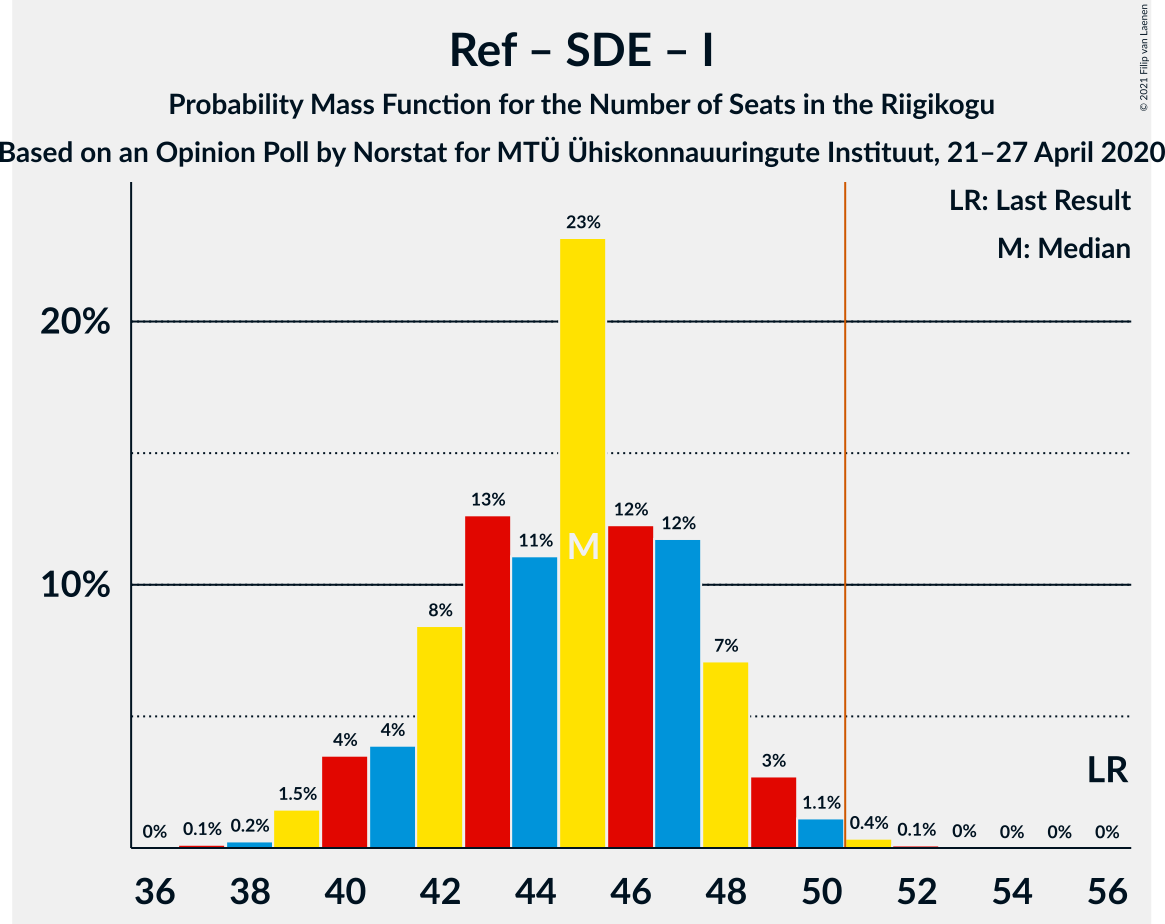 Ref – SDE – I
Probability Mass Function for the Number of Seats in the Riigikogu
Based on an Opinion Poll by Norstat for MTÜ Ühiskonnauuringute Instituut, 21–27 April 2020
© 2021 Filip van Laenen
LR: Last Result
M: Median
23%
20%
13%
12%
12%
11%
M
10%
8%
7%
4%
4%
3%
LR
1.5%
1.1%
0%
0.1%
0.2%
0.4%
0.1%
0%
0%
0%
0%
36 38 40 42 44 46 48 50 52 54 56